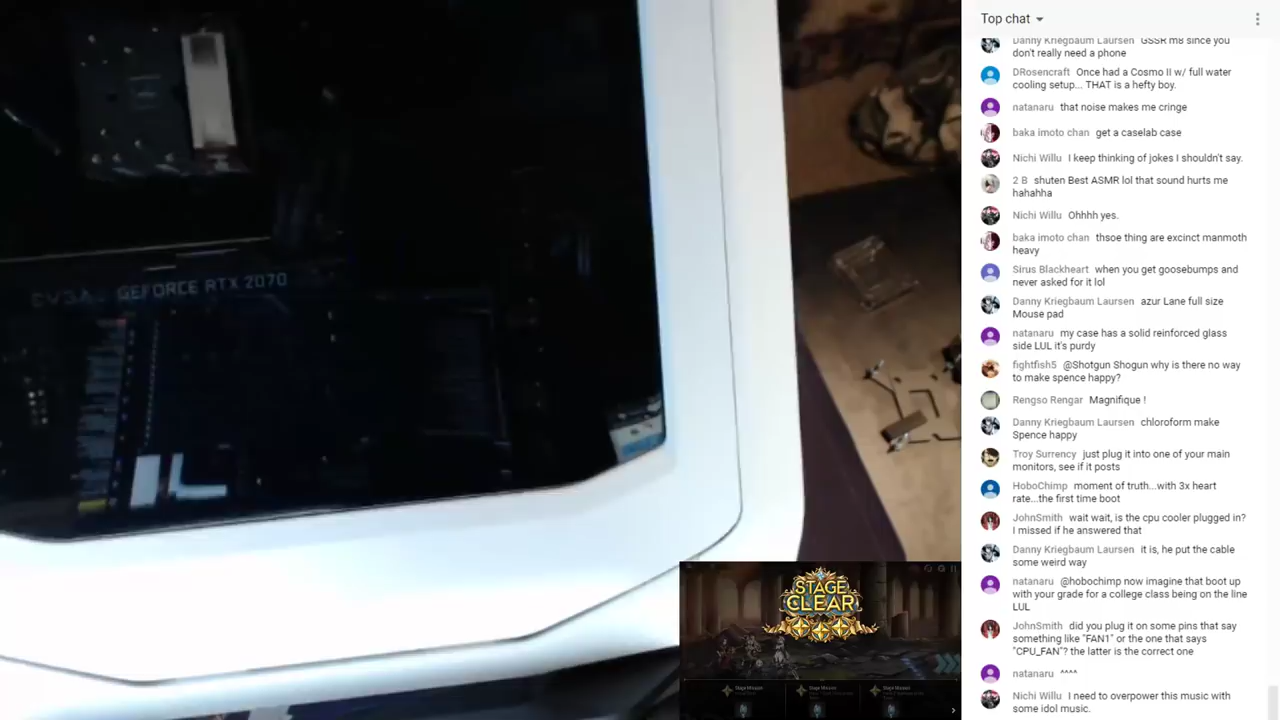 Top chat
Danny Kriegbaum Laursen GSSR m8 since you
don't really need a phone
DRosencraft Once had a Cosmo II w/ full water
cooling setup... THAT is a hefty boy.
natanaru that noise makes me cringe
baka imoto chan get a caselab case
Nichi Willu I keep thinking of jokes I shouldn't say.
2 B shuten Best ASMR lol that sound hurts me
hahahha
Nichi Willu Ohhhh yes.
baka imoto chan thsoe thing are excinct manmoth
heavy
Sirus Blackheart when you get goosebumps and
never asked for it lol
Danny Kriegbaum Laursen azur Lane full size
Mouse pad
natanaru my case has a solid reinforced glass
side LUL it's purdy
fightfish5 @Shotgun Shogun why is there no way
to make spence happy?
Rengso Rengar Magnifique !
Danny Kriegbaum Laursen chloroform make
Spence happy
Troy Surrency just plug it into one of your main
monitors, see if it posts
HoboChimp moment of truth...with 3x heart
rate...the first time boot
JohnSmith wait wait, is the cpu cooler plugged in?
I missed if he answered that
Danny Kriegbaum Laursen it is, he put the cable
some weird way
natanaru @hobochimp now imagine that boot up
with your grade for a college class being on the line
LUL
JohnSmith did you plug it on some pins that say
something like "FAN1" or the one that says
"CPU_FAN"? the latter is the correct one
natanaru ^^^^
Nichi Willu I need to overpower this music with
some idol music.
EVGA GEFORCE RTX 2070
STAGE
CLEAR
Stage Mission
Stage Mission
Stage Mission